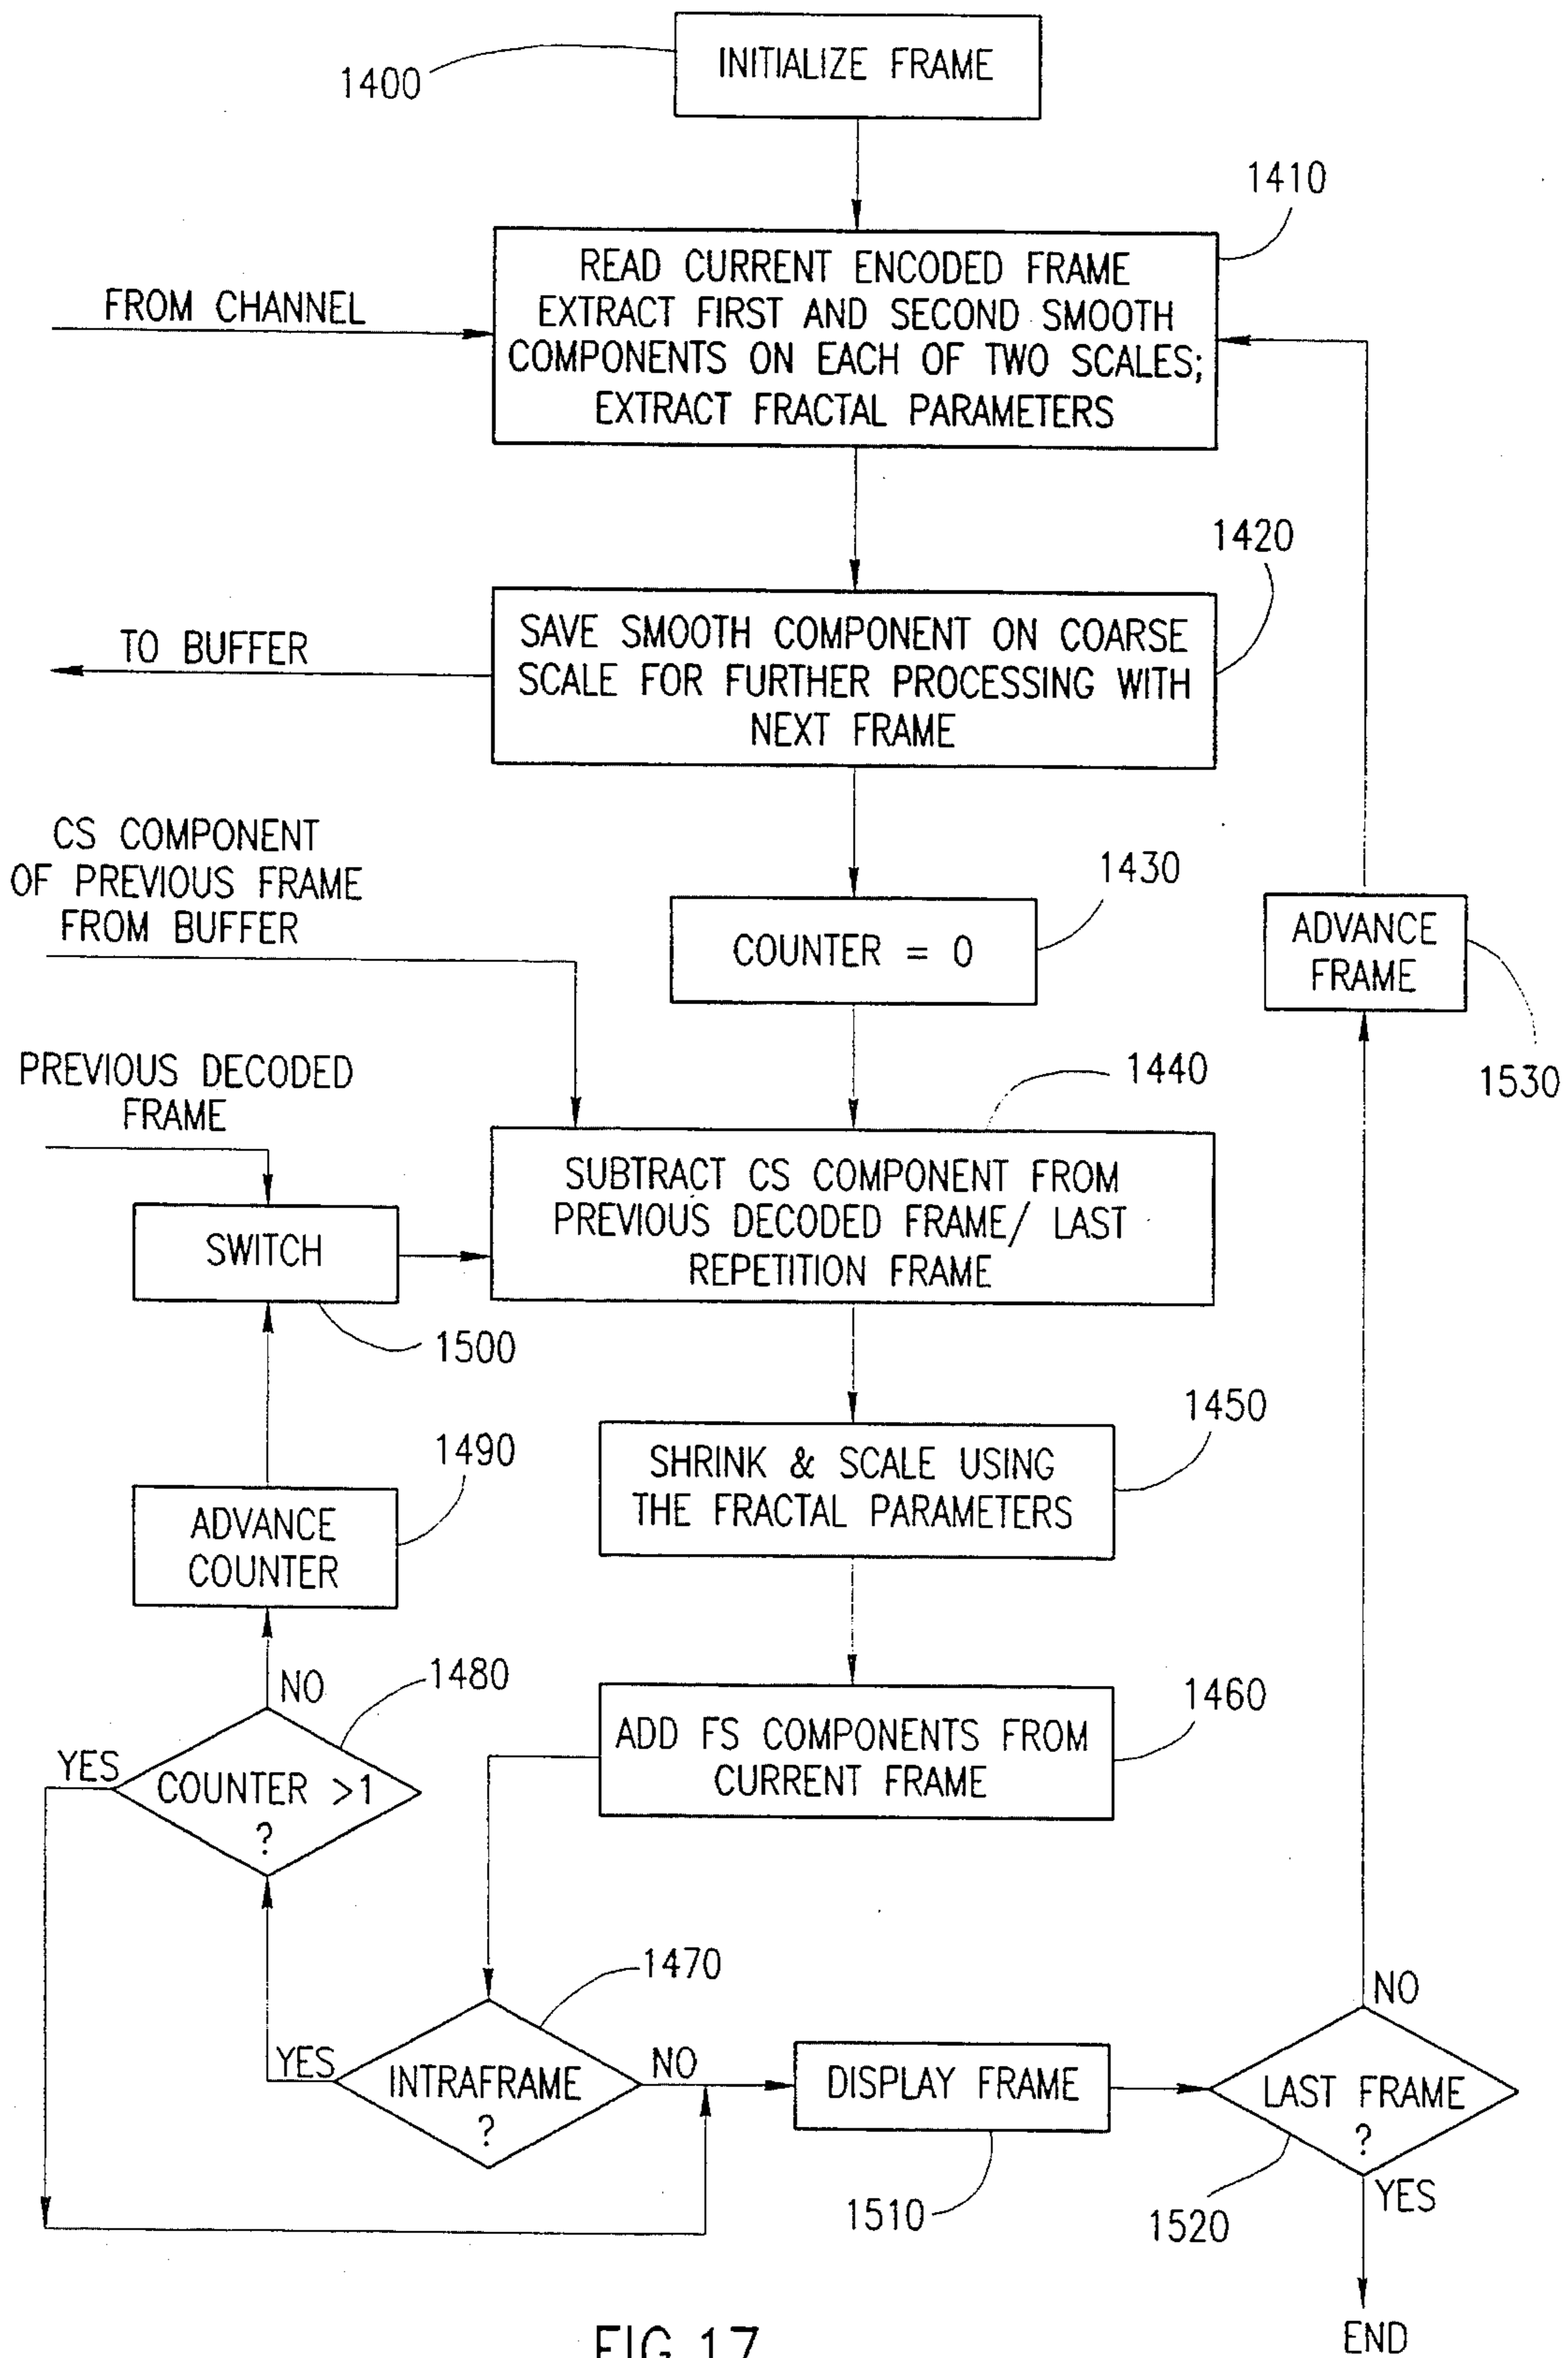 INITIALIZE FRAME
1400
1410
READ CURRENT ENCODED FRAME
EXTRACT FIRST AND SECOND SMOOTH
COMPONENTS ON EACH OF TWO SCALES;
EXTRACT FRACTAL PARAMETERS
FROM CHANNEL
1420
SAVE SMOOTH COMPONENT ON COARSE
SCALE FOR FURTHER PROCESSING WITH
NEXT FRAME
TO BUFFER
CS COMPONENT
OF PREVIOUS FRAME
FROM BUFFER
1430
COUNTER = 0
ADVANCE
FRAME
1530
PREVIOUS DECODED
FRAME
1440
SUBTRACT CS COMPONENT FROM
PREVIOUS DECODED FRAME/ LAST
REPETITION FRAME
SWITCH
1500
1450
SHRINK & SCALE USING
THE FRACTAL PARAMETERS
1490
ADVANCE
COUNTER
NO
1480
YES
COUNTER >1
?
1460
ADD FS COMPONENTS FROM
CURRENT FRAME
1470
YES
INTRAFRAME
?
NO
DISPLAY FRAME
1510
NO
LAST FRAME
?
1520
YES
END
FIG.17